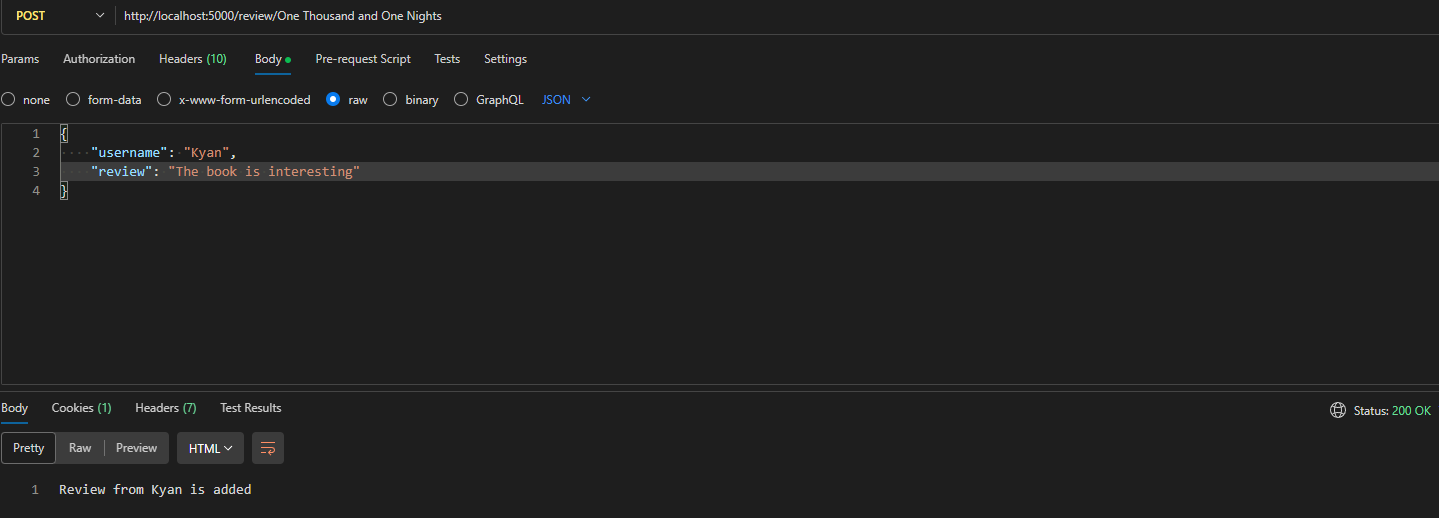 POST http://localhost:5000/review/One Thousand and One Nights
Params Authorization Headers (10) Body Pre-request Script Tests Settings
none form-data x-www-form-urlencoded raw binary GraphQL JSON
1 {
2 "username": "Kyan",
3 "review": "The book is interesting"
4 }
Body Cookies (1) Headers (7) Test Results Status: 200 OK
Pretty Raw Preview HTML
1 Review from Kyan is added